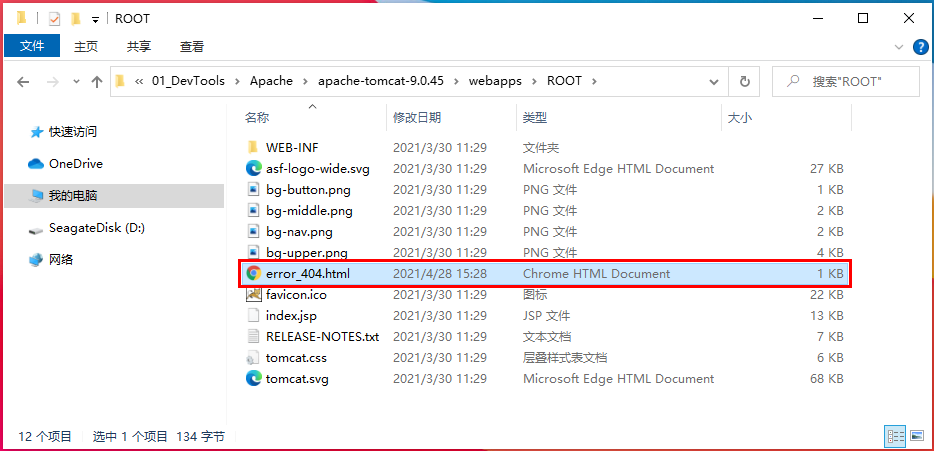 ROOT
文件 主页 共享 查看
« 01_DevTools > Apache > apache-tomcat-9.0.45 > webapps > ROOT > 搜索"ROOT"
名称 修改日期 类型 大小
快速访问
OneDrive
我的电脑
SeagateDisk (D:)
网络
WEB-INF 2021/3/30 11:29 文件夹
asf-logo-wide.svg 2021/3/30 11:29 Microsoft Edge HTML Document 27 KB
bg-button.png 2021/3/30 11:29 PNG 文件 1 KB
bg-middle.png 2021/3/30 11:29 PNG 文件 2 KB
bg-nav.png 2021/3/30 11:29 PNG 文件 2 KB
bg-upper.png 2021/3/30 11:29 PNG 文件 4 KB
error_404.html 2021/4/28 15:28 Chrome HTML Document 1 KB
favicon.ico 2021/3/30 11:29 图标 22 KB
index.jsp 2021/3/30 11:29 JSP 文件 13 KB
RELEASE-NOTES.txt 2021/3/30 11:29 文本文档 7 KB
tomcat.css 2021/3/30 11:29 层叠样式表文档 6 KB
tomcat.svg 2021/3/30 11:29 Microsoft Edge HTML Document 68 KB
12 个项目 选中 1 个项目 134 字节